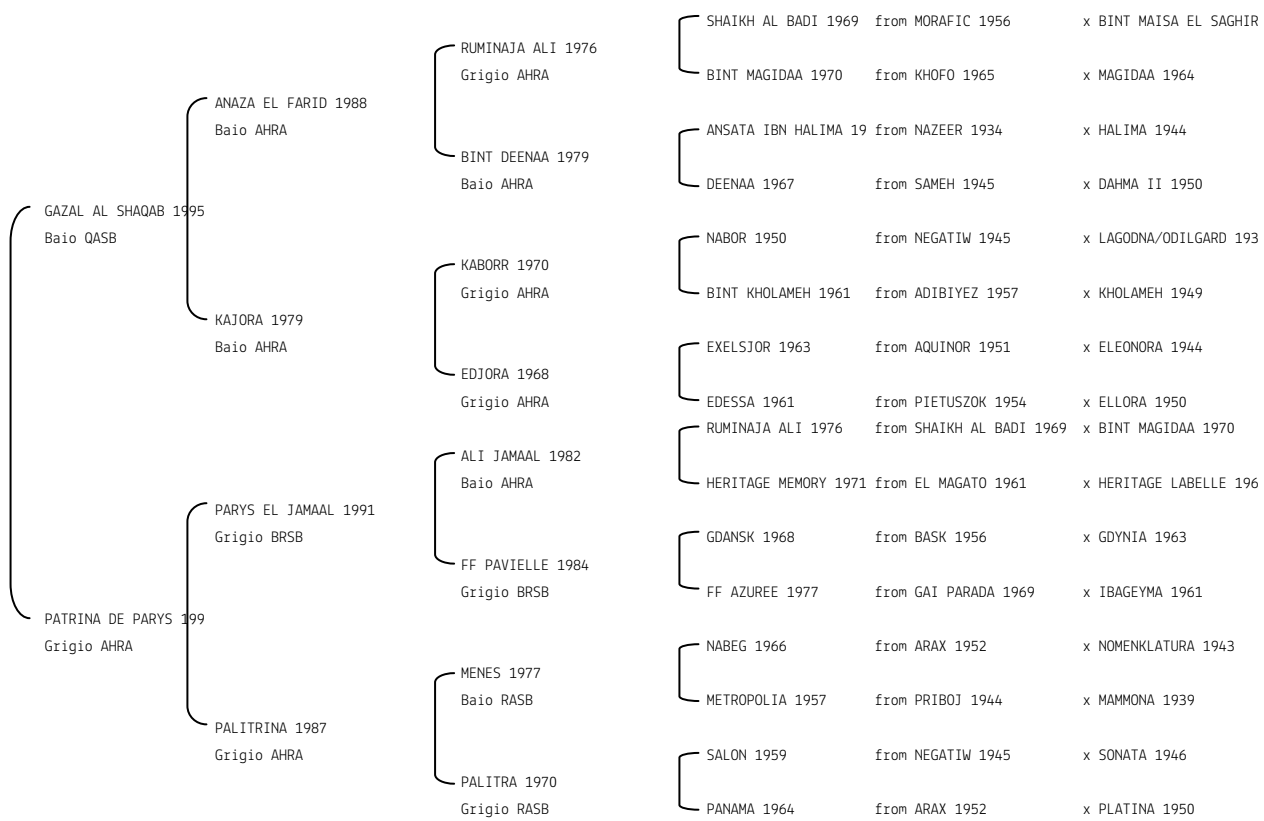 SHAIKH AL BADI 1969 from MORAFIC 1956 x BINT MAISA EL SAGHIR
RUMINAJA ALI 1976
Grigio AHRA
BINT MAGIDAA 1970 from KHOFO 1965 x MAGIDAA 1964
ANAZA EL FARID 1988
Baio AHRA
ANSATA IBN HALIMA 19 from NAZEER 1934 x HALIMA 1944
BINT DEENAA 1979
Baio AHRA
DEENAA 1967 from SAMEH 1945 x DAHMA II 1950
GAZAL AL SHAQAB 1995
Baio QASB
NABOR 1950 from NEGATIW 1945 x LAGODNA/ODILGARD 193
KABORR 1970
Grigio AHRA
BINT KHOLAMEH 1961 from ADIBIYEZ 1957 x KHOLAMEH 1949
KAJORA 1979
Baio AHRA
EXELSJOR 1963 from AQUINOR 1951 x ELEONORA 1944
EDJORA 1968
Grigio AHRA
EDESSA 1961 from PIETUSZOK 1954 x ELLORA 1950
RUMINAJA ALI 1976 from SHAIKH AL BADI 1969 x BINT MAGIDAA 1970
ALI JAMAAL 1982
Baio AHRA
HERITAGE MEMORY 1971 from EL MAGATO 1961 x HERITAGE LABELLE 196
PARYS EL JAMAAL 1991
Grigio BRSB
GDANSK 1968 from BASK 1956 x GDYNIA 1963
FF PAVIELLE 1984
Grigio BRSB
FF AZUREE 1977 from GAI PARADA 1969 x IBAGEYMA 1961
PATRINA DE PARYS 199
Grigio AHRA
NABEG 1966 from ARAX 1952 x NOMENKLATURA 1943
MENES 1977
Baio RASB
METROPOLIA 1957 from PRIBOJ 1944 x MAMMONA 1939
PALITRINA 1987
Grigio AHRA
SALON 1959 from NEGATIW 1945 x SONATA 1946
PALITRA 1970
Grigio RASB
PANAMA 1964 from ARAX 1952 x PLATINA 1950